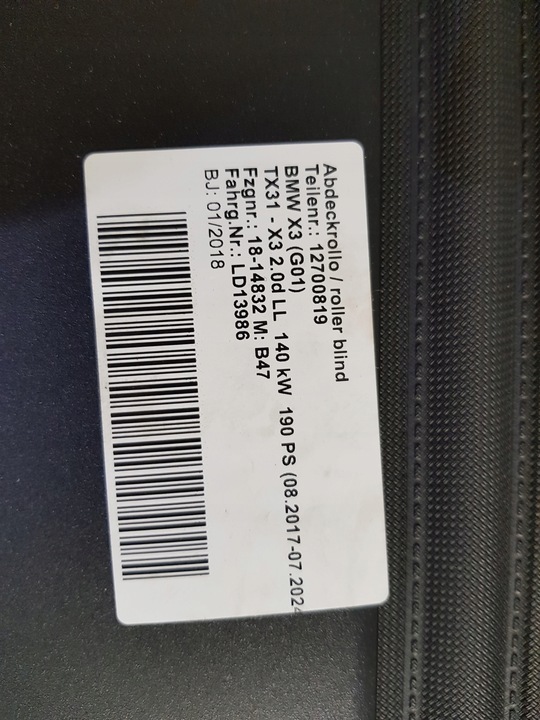 Abdeckrollo / roller blind
Teilenr.: 12700819
BMW X3 (G01)
TX31 - X3 2.0d LL 140 kW 190 PS (08.2017-07.2024
Fzgnr.: 18-14832 M: B47
Fahrg.Nr.: LD13986
BJ: 01/2018